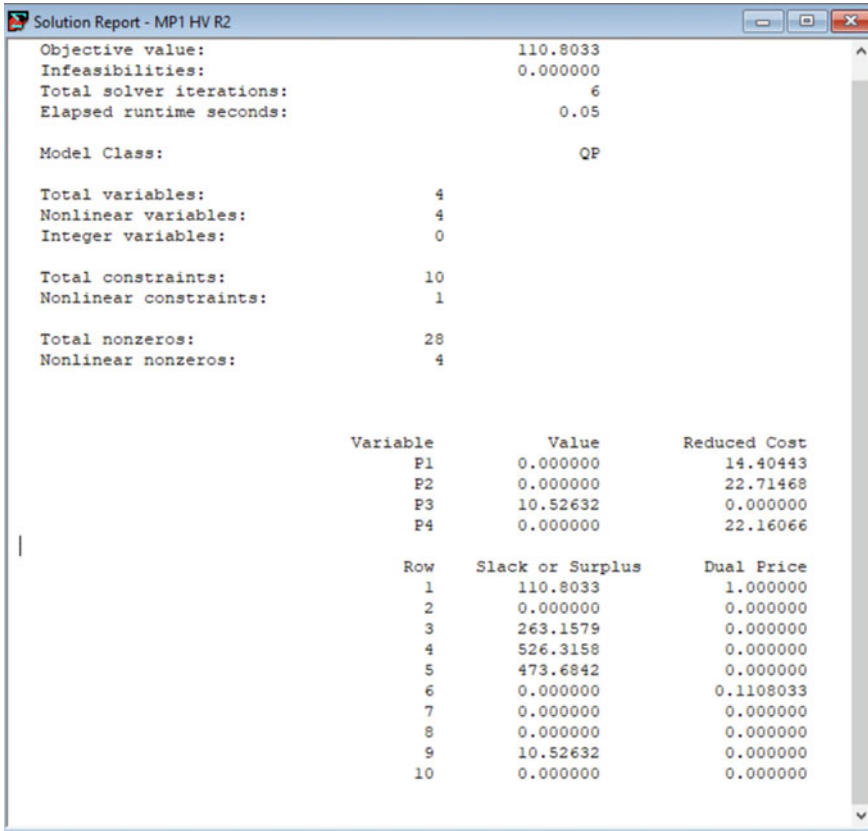 Solution Report - MP1 HV R2
Objective value: 110.8033
Infeasibilities: 0.000000
Total solver iterations: 6
Elapsed runtime seconds: 0.05
Model Class: QP
Total variables: 4
Nonlinear variables: 4
Integer variables: 0
Total constraints: 10
Nonlinear constraints: 1
Total nonzeros: 28
Nonlinear nonzeros: 4
Variable Value Reduced Cost
P1 0.000000 14.40443
P2 0.000000 22.71468
P3 10.52632 0.000000
P4 0.000000 22.16066
Row Slack or Surplus Dual Price
1 110.8033 1.000000
2 0.000000 0.000000
3 263.1579 0.000000
4 526.3158 0.000000
5 473.6842 0.000000
6 0.000000 0.1108033
7 0.000000 0.000000
8 0.000000 0.000000
9 10.52632 0.000000
10 0.000000 0.000000